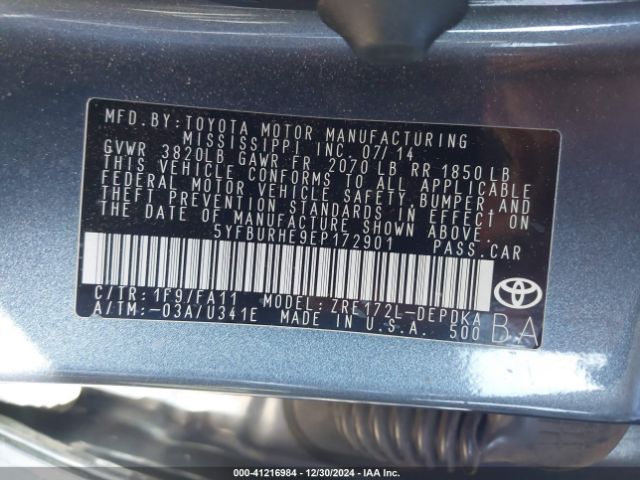 MFD. BY: TOYOTA MOTOR MANUFACTURING
MISSISSIPPI INC. 07/14
GVWR 3820LB GAWR FR 2070 LB RR 1850 LB
THIS VEHICLE CONFORMS TO ALL APPLICABLE
FEDERAL MOTOR VEHICLE SAFETY, BUMPER, AND
THEFT PREVENTION STANDARDS IN EFFECT ON
THE DATE OF MANUFACTURE SHOWN ABOVE.
5YFBURHE9EP172901 PASS. CAR
C/TR: 1F9/FA11 MODEL: ZRE172L-DEPDKA
A/TM: -03A/U341E MADE IN U.S.A. 500 BA
000-41216984 / 12/30/2024 - IAA Inc.